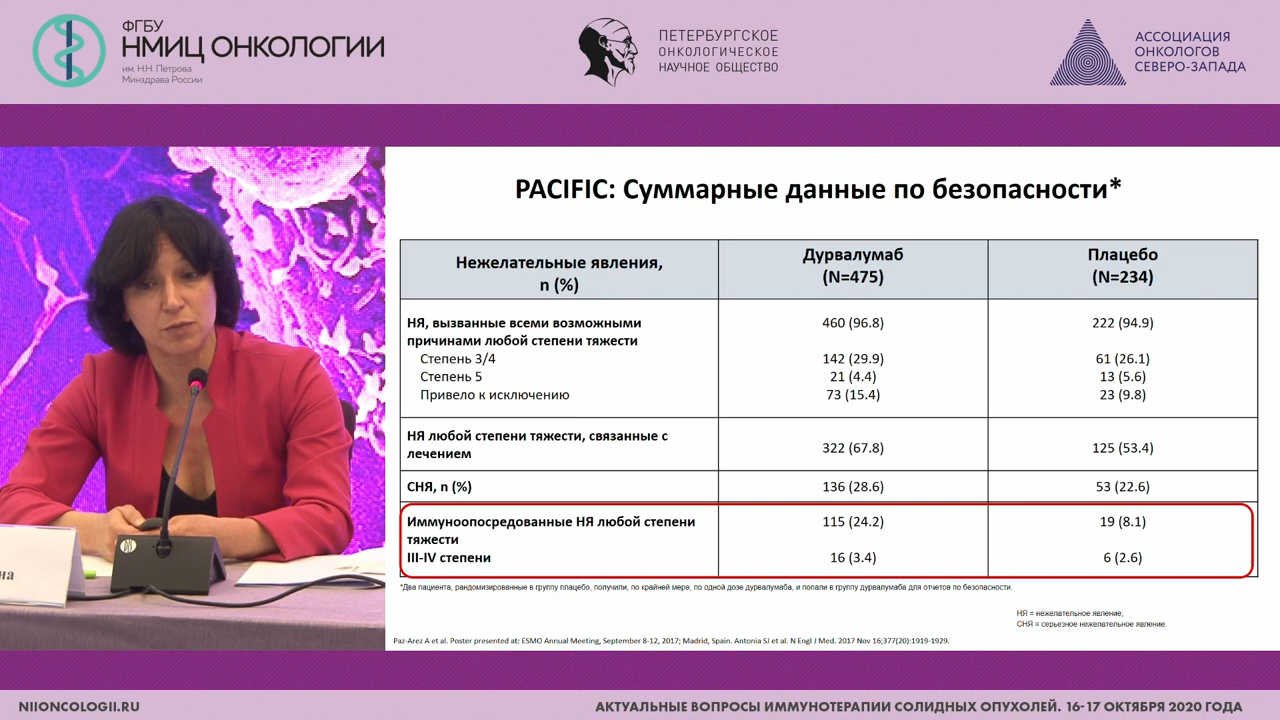 ФГБУ
НМИЦ ОНКОЛОГИИ
им. Н.Н. Петрова
Минздрава России
ПЕТЕРБУРГСКОЕ
ОНКОЛОГИЧЕСКОЕ
НАУЧНОЕ ОБЩЕСТВО
АССОЦИАЦИЯ
ОНКОЛОГОВ
СЕВЕРО-ЗАПАДА
PACIFIC: Суммарные данные по безопасности*
Нежелательные явления,
n (%)
Дурвалумаб
(N=475)
Плацебо
(N=234)
НЯ, вызванные всеми возможными
причинами любой степени тяжести
460 (96.8)
222 (94.9)
Степень 3/4
142 (29.9)
61 (26.1)
Степень 5
21 (4.4)
13 (5.6)
Привело к исключению
73 (15.4)
23 (9.8)
НЯ любой степени тяжести, связанные с
лечением
322 (67.8)
125 (53.4)
СНЯ, n (%)
136 (28.6)
53 (22.6)
Иммуноопосредованные НЯ любой степени
тяжести
115 (24.2)
19 (8.1)
III-IV степени
16 (3.4)
6 (2.6)
*Два пациента, рандомизированные в группу плацебо, получили, по крайней мере, по одной дозе дурвалумаба, и попали в группу дурвалумаба для отчетов по безопасности.
НЯ = нежелательное явление;
СНЯ = серьезное нежелательное явление.
Paz-Arez A et al. Poster presented at: ESMO Annual Meeting, September 8-12, 2017; Madrid, Spain. Antonia SJ et al. N Engl J Med. 2017 Nov 16;377(20):1919-1929.
NIIONCOLOGII.RU
АКТУАЛЬНЫЕ ВОПРОСЫ ИММУНОТЕРАПИИ СОЛИДНЫХ ОПУХОЛЕЙ. 16-17 ОКТЯБРЯ 2020 ГОДА